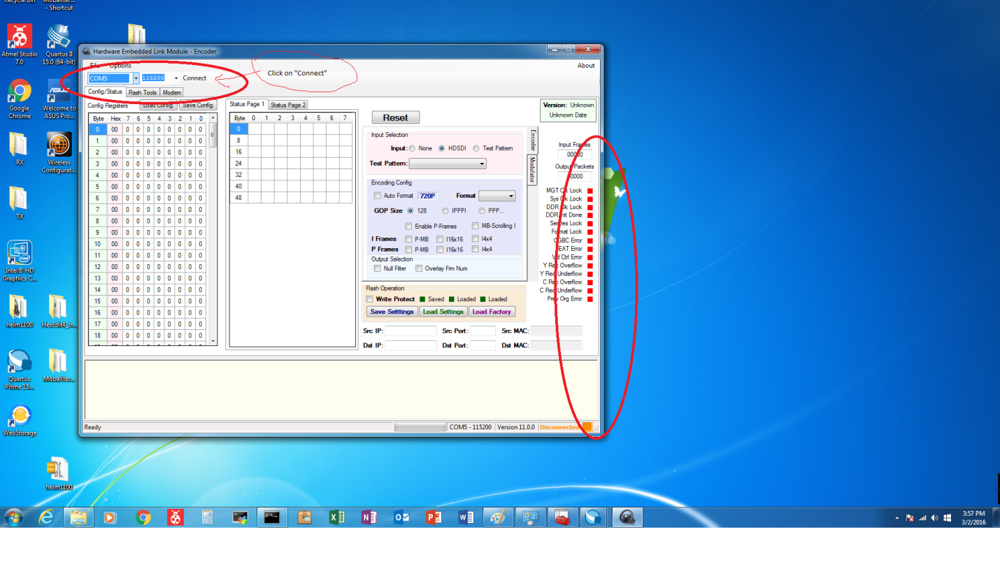 Recycle Bin MobaXter...
- Shortcut
Atmel Studio 7.0
Quartus II 15.0 (64-bit)
Google Chrome
Welcome to ASUS Pro...
RX
Wireless Configurat...
TX
Intel® HD Graphics C...
helm1100
HexEdit4_b...
Quartus Prime 15...
MobaXter...
WebStorage
helm1100
Hardware Embedded Link Module - Encoder
File Options About
COM5 115200 Connect
Click on "Connect"
Config/Status Flash Tools Modem
Config Registers Load Config Save Config
Byte Hex 7 6 5 4 3 2 1 0
0 00 0 0 0 0 0 0 0 0
1 00 0 0 0 0 0 0 0 0
2 00 0 0 0 0 0 0 0 0
3 00 0 0 0 0 0 0 0 0
4 00 0 0 0 0 0 0 0 0
5 00 0 0 0 0 0 0 0 0
6 00 0 0 0 0 0 0 0 0
7 00 0 0 0 0 0 0 0 0
8 00 0 0 0 0 0 0 0 0
9 00 0 0 0 0 0 0 0 0
10 00 0 0 0 0 0 0 0 0
11 00 0 0 0 0 0 0 0 0
12 00 0 0 0 0 0 0 0 0
13 00 0 0 0 0 0 0 0 0
14 00 0 0 0 0 0 0 0 0
15 00 0 0 0 0 0 0 0 0
16 00 0 0 0 0 0 0 0 0
17 00 0 0 0 0 0 0 0 0
18 00 0 0 0 0 0 0 0 0
Status Page 1 Status Page 2
Byte 0 1 2 3 4 5 6 7
0
8
16
24
32
40
48
Reset
Input Selection
Input: None HDSDI Test Pattern
Test Pattern:
Encoding Config
Auto Format 720P Format
GOP Size 128 IPPPI PPP...
Enable P-Frames MB-Scrolling I
I Frames P-MB I16x16 I4x4
P Frames P-MB I16x16 I4x4
Output Selection
Null Filter Overlay Frm Num
Encoder
Modulator
Flash Operation
Write Protect Saved Loaded Loaded
Save Setttings Load Settings Load Factory
Src IP: Src Port: Src MAC:
Dst IP: Dst Port: Dst MAC:
Version: Unknown
Unknown Date
Input Frames
00000
Output Packets
00000
MGT Clk Lock
Sys Clk Lock
DDR Clk Lock
DDR Init Done
SerDes Lock
Format Lock
CGBC Error
Vid Ctrl Error
Y Rec Overflow
Y Rec Underflow
C Rec Overflow
C Rec Underflow
Prev Org Error
Ready COM5 - 115200 Version 11.0.0 Disconnected
3:57 PM
3/2/2016